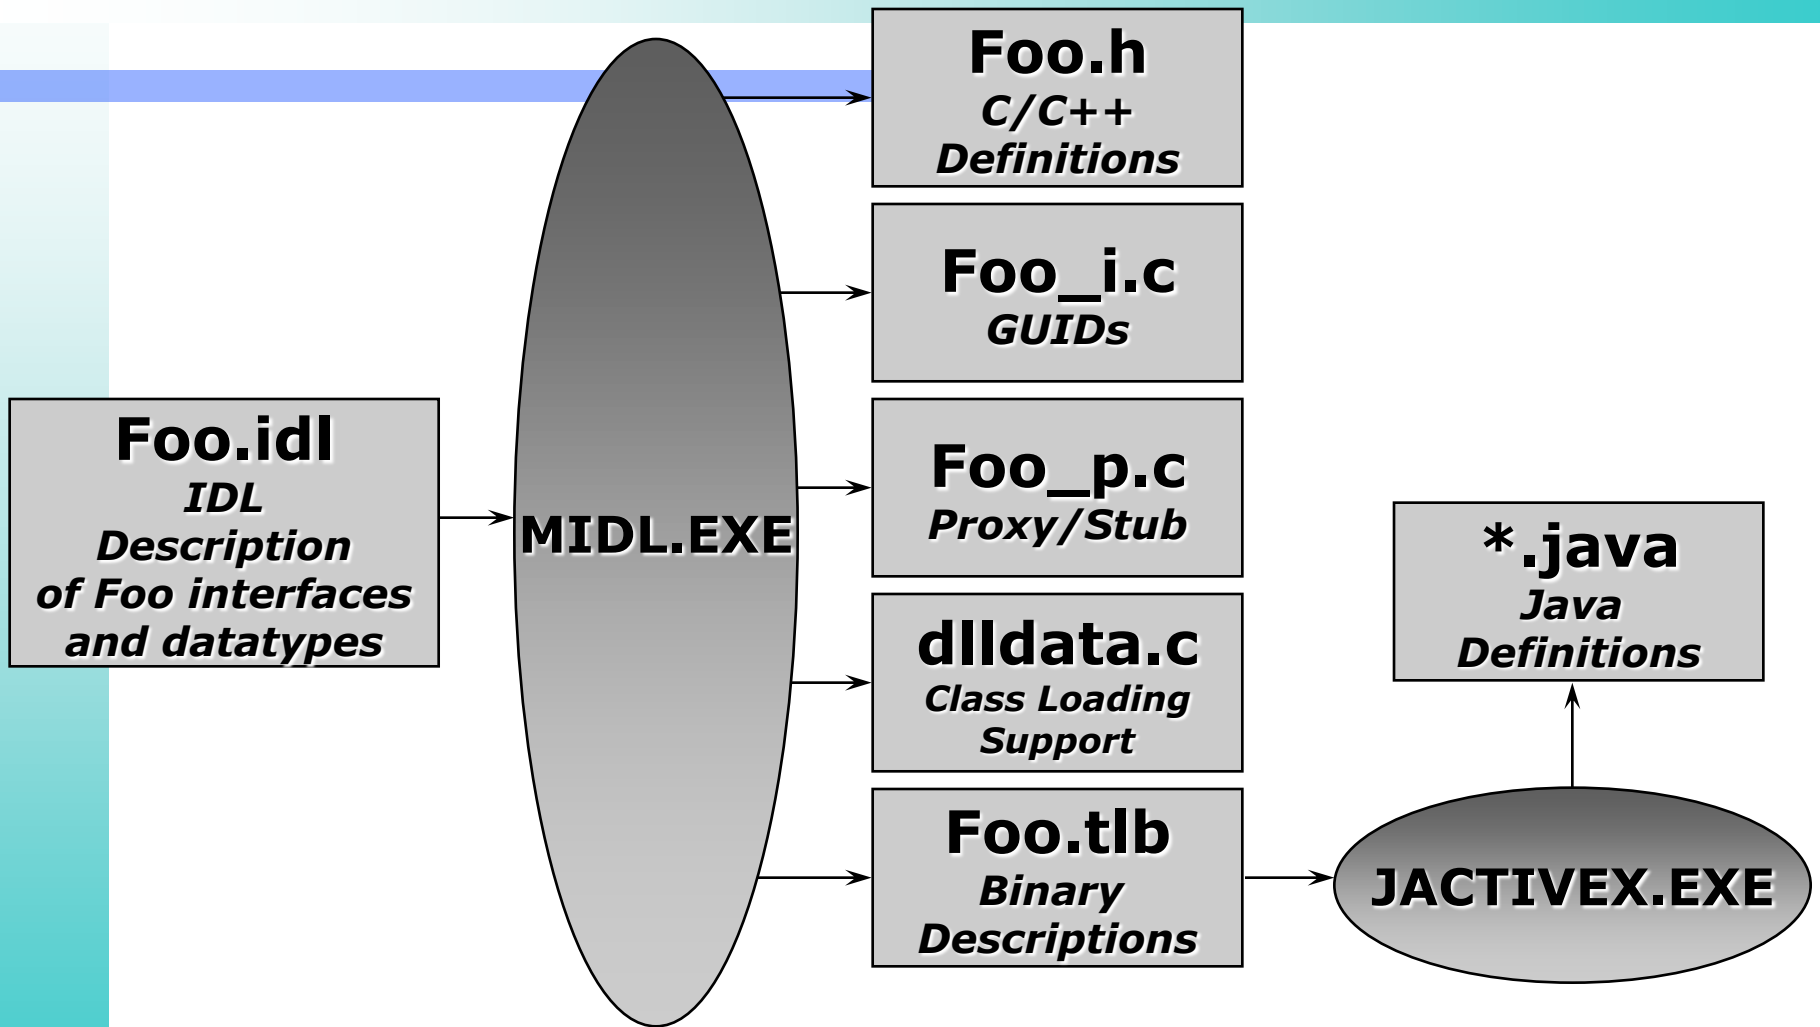 Foo.h
C/C++
Definitions
Foo_i.c
GUIDs
Foo.idl
IDL
Description
of Foo interfaces
and datatypes
MIDL.EXE
Foo_p.c
Proxy/Stub
dlldata.c
Class Loading
Support
Foo.tlb
Binary
Descriptions
*.java
Java
Definitions
JACTIVEX.EXE